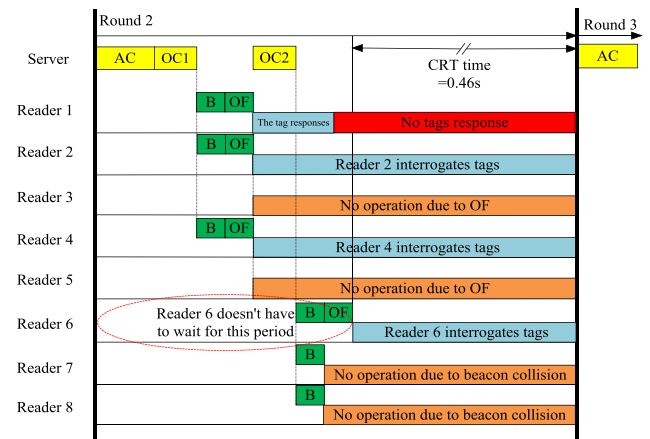 Round 2
Round 3
Server
AC
OC1
OC2
CRT time
=0.46s
AC
Reader 1
B
OF
The tag responses
No tags response
Reader 2
B
OF
Reader 2 interrogates tags
Reader 3
No operation due to OF
Reader 4
B
OF
Reader 4 interrogates tags
Reader 5
No operation due to OF
Reader 6
Reader 6 doesn't have
to wait for this period
B
OF
Reader 6 interrogates tags
Reader 7
B
No operation due to beacon collision
Reader 8
B
No operation due to beacon collision